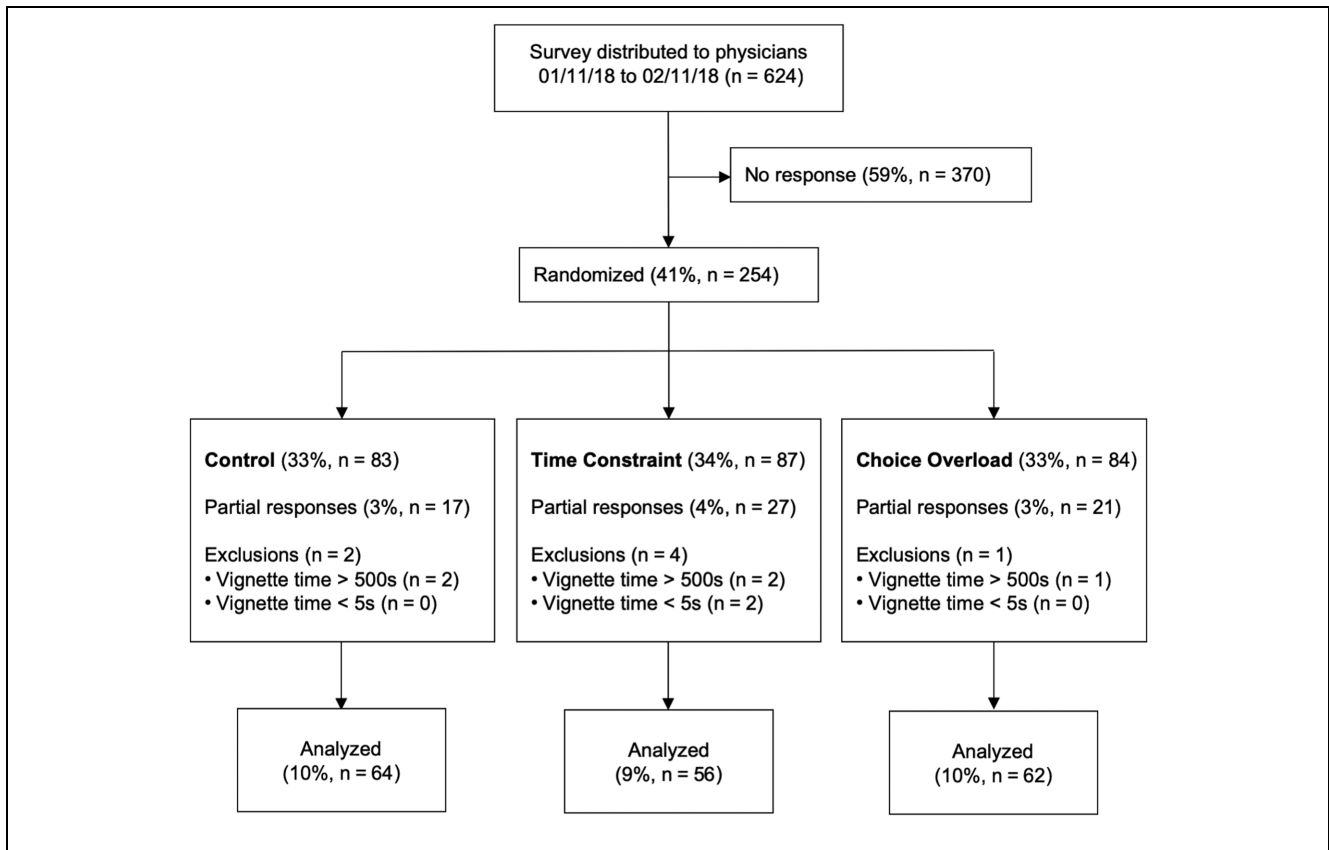 Survey distributed to physicians
01/11/18 to 02/11/18 (n = 624)
No response (59%, n = 370)
Randomized (41%, n = 254)
Control (33%, n = 83)
Partial responses (3%, n = 17)
Exclusions (n = 2)
• Vignette time > 500s (n = 2)
• Vignette time < 5s (n = 0)
Time Constraint (34%, n = 87)
Partial responses (4%, n = 27)
Exclusions (n = 4)
• Vignette time > 500s (n = 2)
• Vignette time < 5s (n = 2)
Choice Overload (33%, n = 84)
Partial responses (3%, n = 21)
Exclusions (n = 1)
• Vignette time > 500s (n = 1)
• Vignette time < 5s (n = 0)
Analyzed
(10%, n = 64)
Analyzed
(9%, n = 56)
Analyzed
(10%, n = 62)